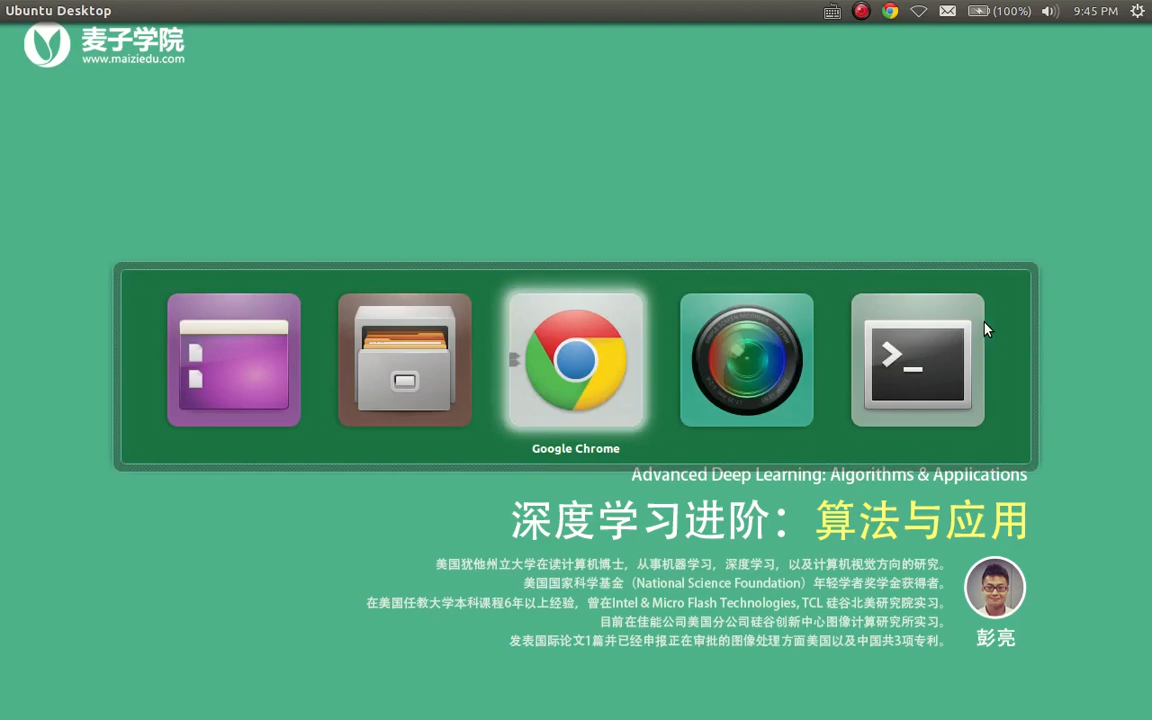 Ubuntu Desktop
(100%)
9:45 PM
麦子学院
www.maiziedu.com
Google Chrome
Advanced Deep Learning: Algorithms & Applications
深度学习进阶：算法与应用
美国犹他州立大学在读计算机博士，从事机器学习，深度学习，以及计算机视觉方向的研究。
美国国家科学基金（National Science Foundation）年轻学者奖学金获得者。
在美国任教大学本科课程6年以上经验，曾在Intel & Micro Flash Technologies, TCL 硅谷北美研究院实习。
目前在佳能公司美国分公司硅谷创新中心图像计算研究所实习。
发表国际论文1篇并已经申报正在审批的图像处理方面美国以及中国共3项专利。
彭亮